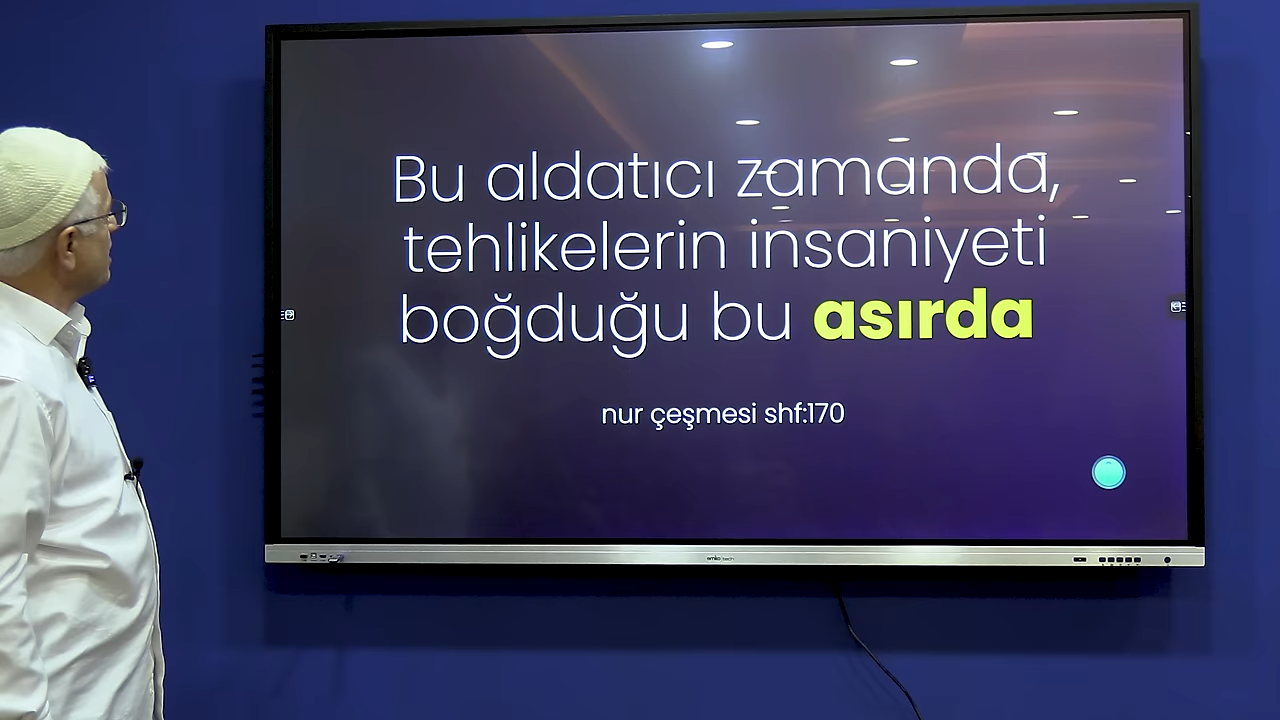 Bu aldatıcı zamanda,
tehlikelerin insaniyeti
boğduğu bu asırda
nur çeşmesi shf:170